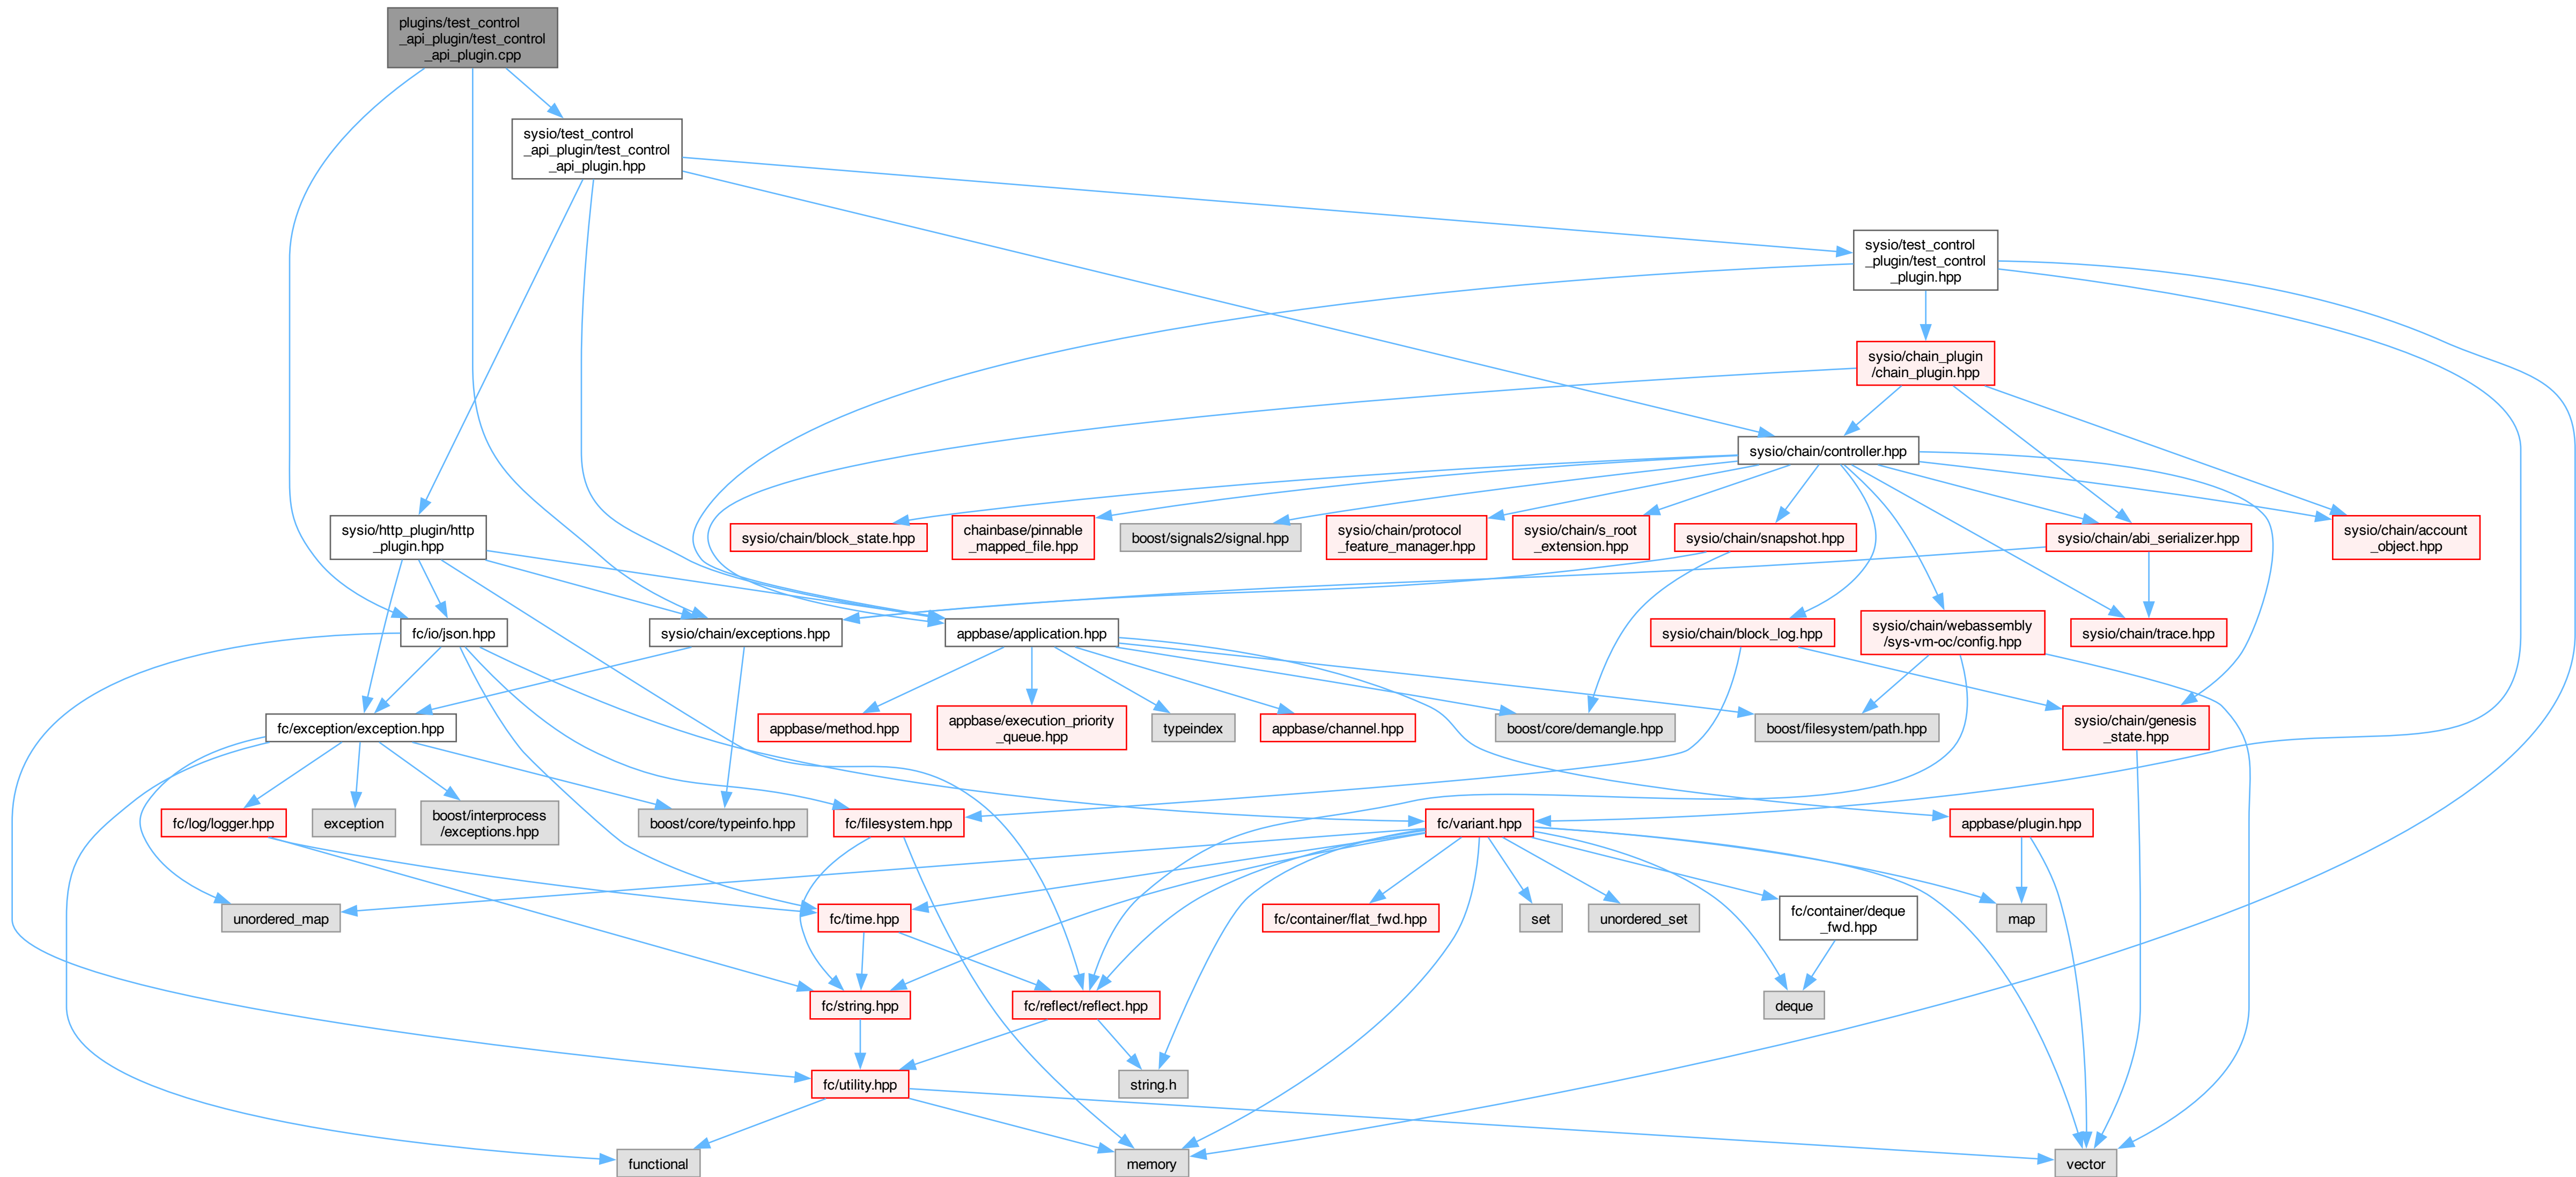 plugins/test_control
_api_plugin/test_control
_api_plugin.cpp
sysio/test_control
_api_plugin/test_control
_api_plugin.hpp
sysio/test_control
_plugin/test_control
_plugin.hpp
sysio/chain_plugin
/chain_plugin.hpp
sysio/chain/controller.hpp
sysio/http_plugin/http
_plugin.hpp
sysio/chain/block_state.hpp
chainbase/pinnable
_mapped_file.hpp
boost/signals2/signal.hpp
sysio/chain/protocol
_feature_manager.hpp
sysio/chain/s_root
_extension.hpp
sysio/chain/snapshot.hpp
sysio/chain/abi_serializer.hpp
sysio/chain/account
_object.hpp
fc/io/json.hpp
sysio/chain/exceptions.hpp
appbase/application.hpp
sysio/chain/block_log.hpp
sysio/chain/webassembly
/sys-vm-oc/config.hpp
sysio/chain/trace.hpp
fc/exception/exception.hpp
appbase/method.hpp
appbase/execution_priority
_queue.hpp
typeindex
appbase/channel.hpp
boost/core/demangle.hpp
boost/filesystem/path.hpp
sysio/chain/genesis
_state.hpp
fc/log/logger.hpp
exception
boost/interprocess
/exceptions.hpp
boost/core/typeinfo.hpp
fc/filesystem.hpp
fc/variant.hpp
appbase/plugin.hpp
unordered_map
fc/time.hpp
fc/container/flat_fwd.hpp
set
unordered_set
fc/container/deque
_fwd.hpp
map
fc/string.hpp
fc/reflect/reflect.hpp
deque
fc/utility.hpp
string.h
functional
memory
vector